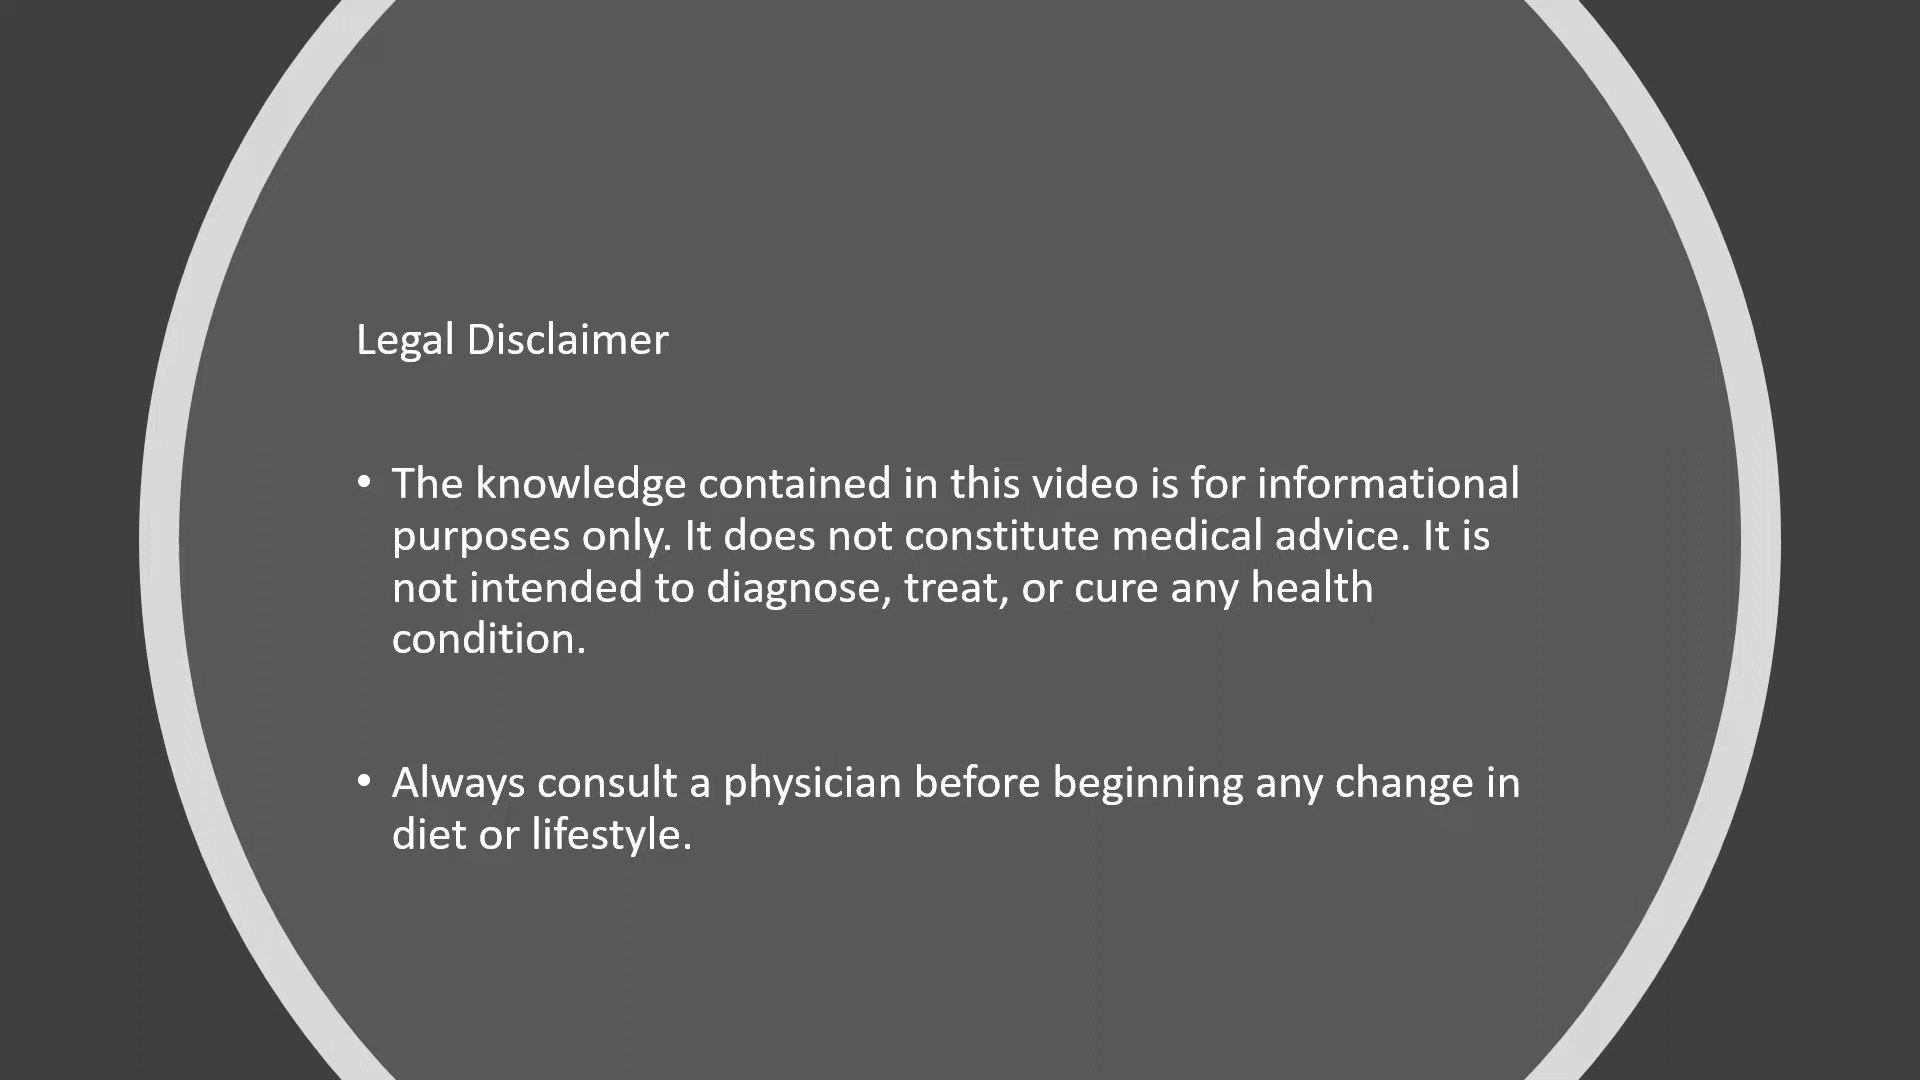 Legal Disclaimer
• The knowledge contained in this video is for informational
purposes only. It does not constitute medical advice. It is
not intended to diagnose, treat, or cure any health
condition.
• Always consult a physician before beginning any change in
diet or lifestyle.